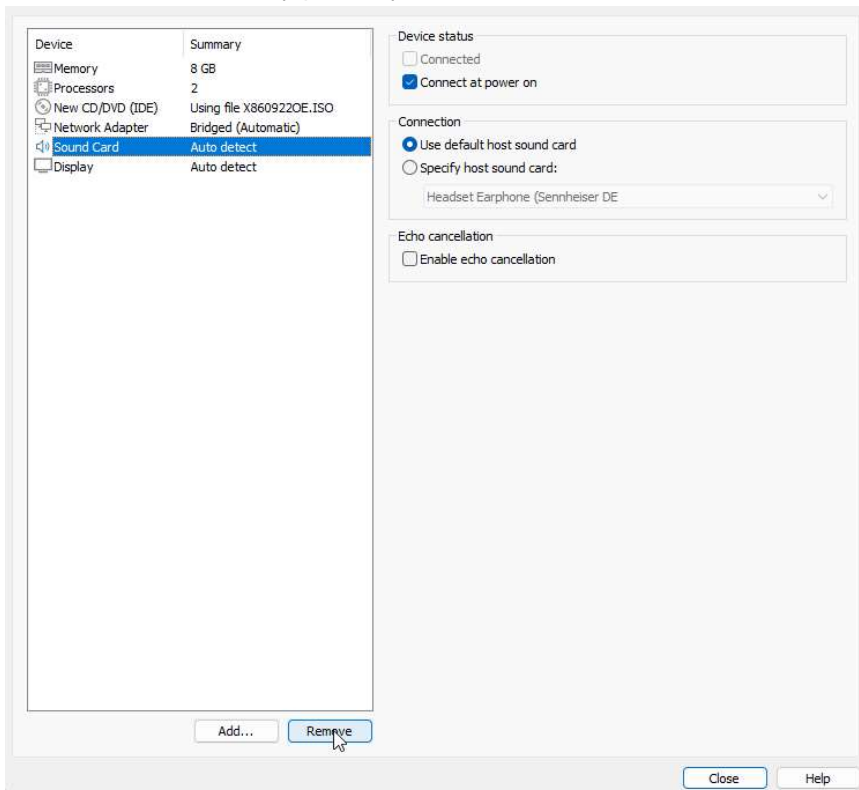 Device Summary
Memory 8 GB
Processors 2
New CD/DVD (IDE) Using file X860922OE.ISO
Network Adapter Bridged (Automatic)
Sound Card Auto detect
Display Auto detect
Add... Remove
Device status
Connected
Connect at power on
Connection
Use default host sound card
Specify host sound card:
Headset Earphone (Sennheiser DE
Echo cancellation
Enable echo cancellation
Close Help